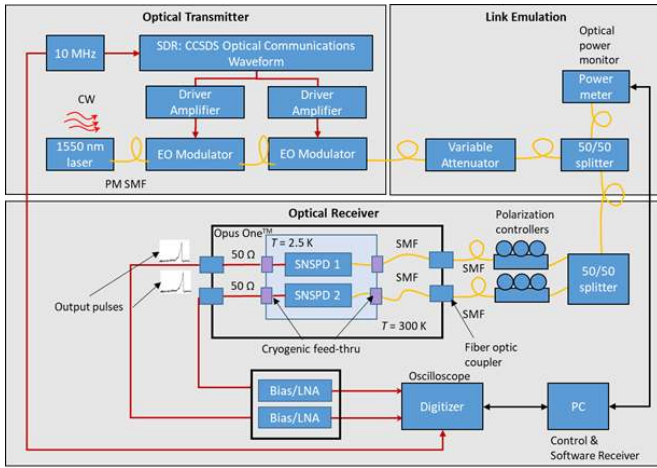 Optical Transmitter
10 MHz
SDR: CCSDS Optical Communications
Waveform
CW
Driver
Amplifier
Driver
Amplifier
1550 nm
laser
EO Modulator
EO Modulator
PM SMF
Link Emulation
Optical
power
monitor
Power
meter
Variable
Attenuator
50/50
splitter
Optical Receiver
Opus One™
Output pulses
50 Ω
50 Ω
T = 2.5 K
SNSPD 1
SNSPD 2
SMF
SMF
T = 300 K
Cryogenic feed-thru
Polarization
controllers
SMF
SMF
50/50
splitter
Fiber optic
coupler
Bias/LNA
Bias/LNA
Oscilloscope
Digitizer
PC
Control &
Software Receiver